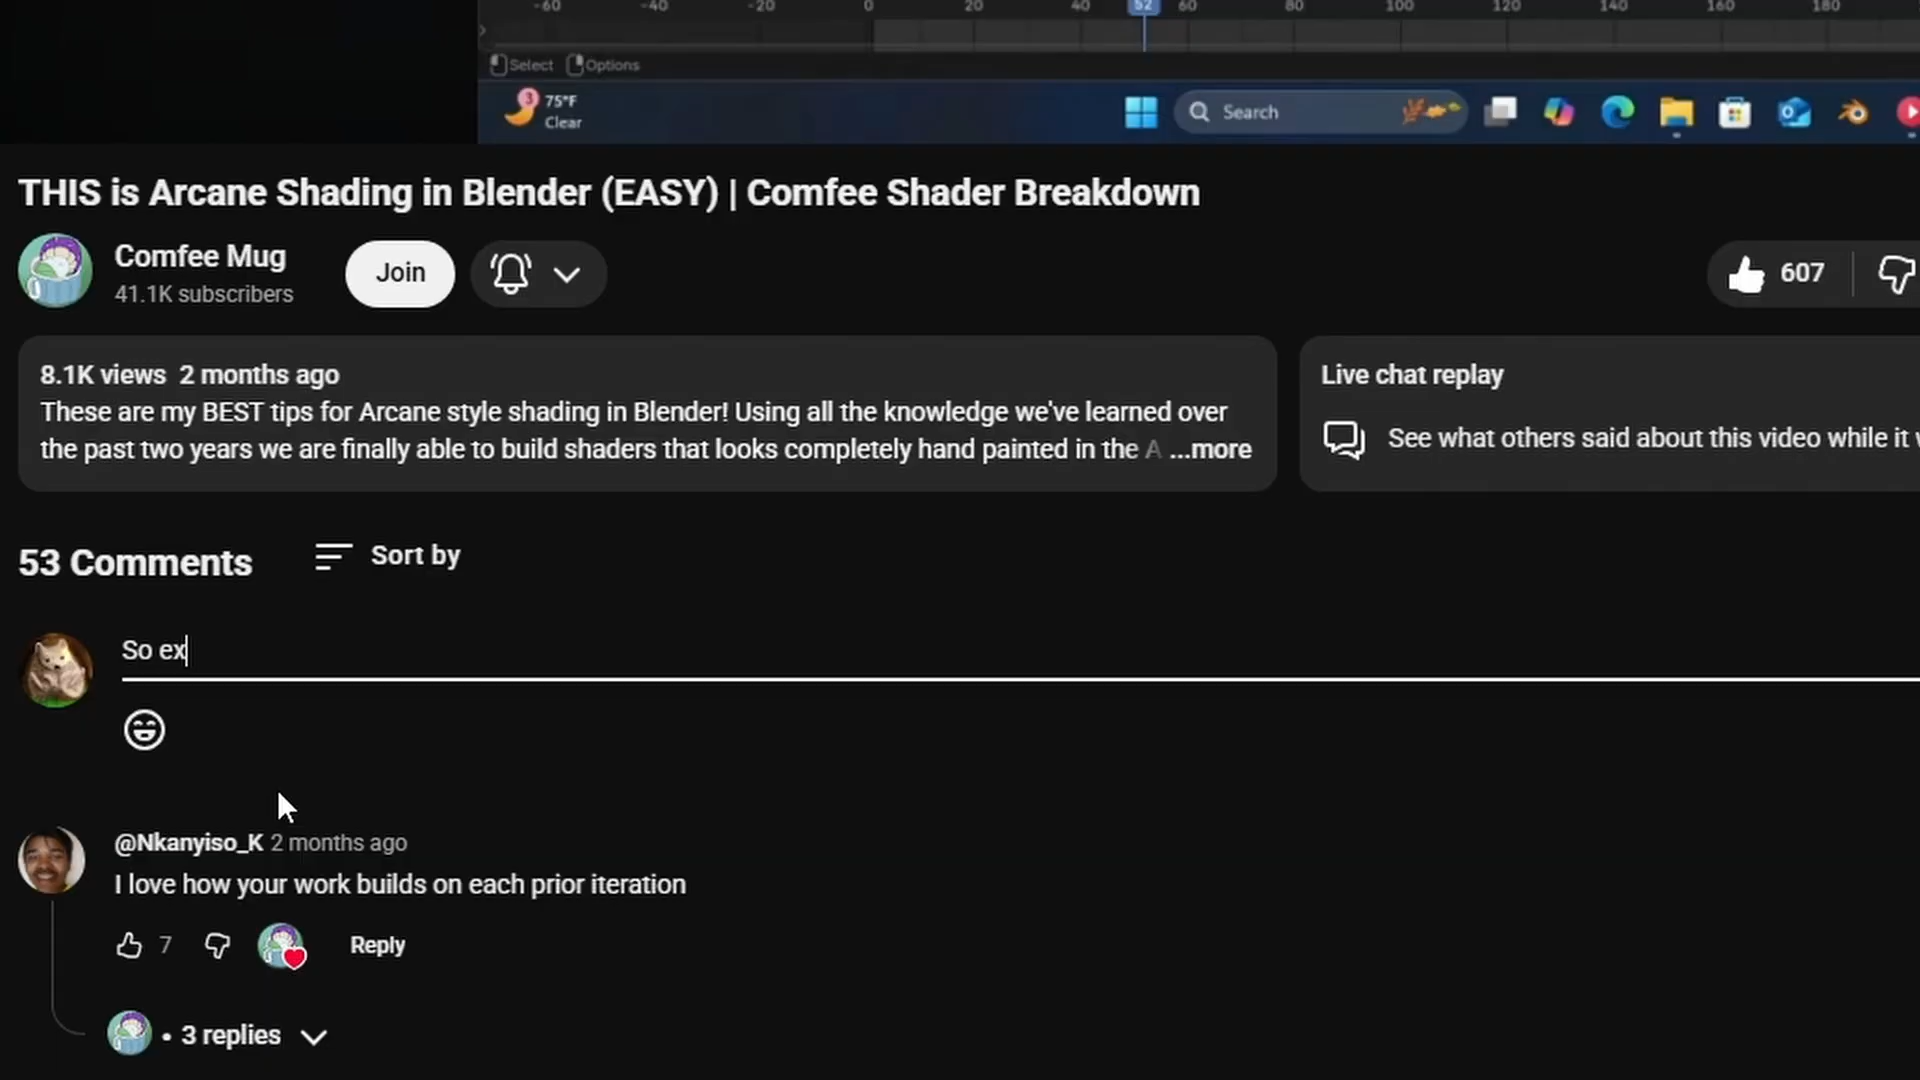 -60 -40 -20 0 20 40 52 60 80 100 120 140 160 180
Select Options
3 75°F
Clear
Search
THIS is Arcane Shading in Blender (EASY) | Comfee Shader Breakdown
Comfee Mug
41.1K subscribers
Join
607
8.1K views 2 months ago
These are my BEST tips for Arcane style shading in Blender! Using all the knowledge we've learned over
the past two years we are finally able to build shaders that looks completely hand painted in the A ...more
Live chat replay
See what others said about this video while it
53 Comments
Sort by
So ex
@Nkanyiso_K 2 months ago
I love how your work builds on each prior iteration
7
Reply
• 3 replies